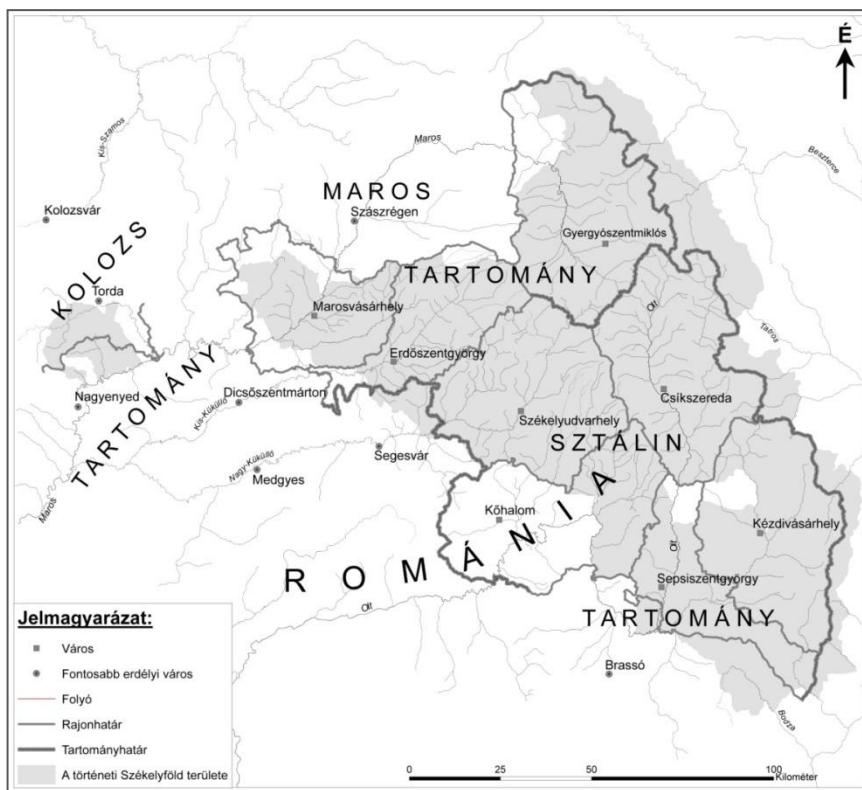 É
Kis-Szamos
Maros
Beszterce
MAROS
Kolozsvár
Szászrégen
KOLOZS
Gyergyószentmiklós
TARTOMÁNY
Torda
Marosvásárhely
Olt
Tatros
Erdőszentgyörgy
TARTOMÁNY
Nagyenyed
Dicsőszentmárton
Kis-Küküllő
Csíkszereda
Székelyudvarhely
SZTÁLIN
Segesvár
Nagy-Küküllő
Medgyes
Maros
Kőhalom
Kézdivásárhely
ROMÁNIA
Olt
Sepsiszentgyörgy
Olt
TARTOMÁNY
Brassó
Bodza
Jelmagyarázat:
Város
Fontosabb erdélyi város
Folyó
Rajonhatár
Tartományhatár
A történeti Székelyföld területe
0 25 50 100
Kilométer